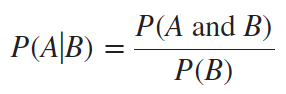 P(A|B) = P(A and B) / P(B)